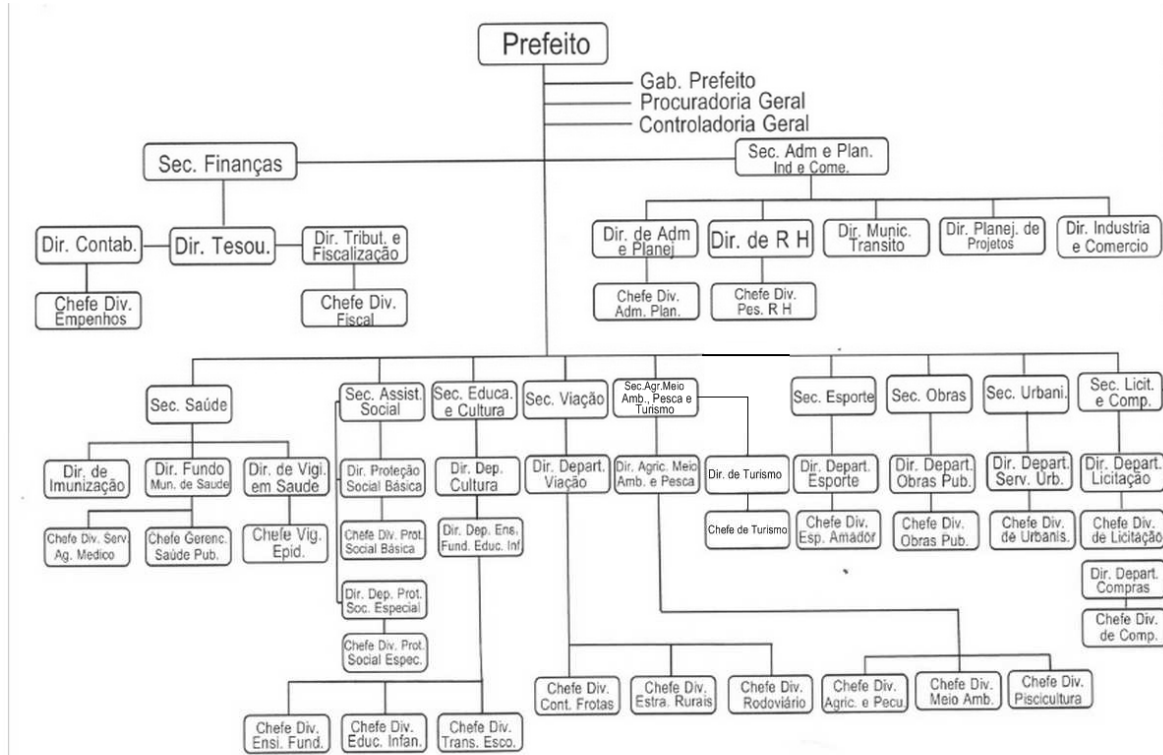 Prefeito
Gab. Prefeito
Procuradoria Geral
Controladoria Geral
Sec. Finanças
Sec. Adm e Plan.
Ind e Come.
Dir. Contab.
Dir. Tesou.
Dir. Tribut. e
Fiscalização
Dir. de Adm
e Planej
Dir. de R H
Dir. Munic.
Transito
Dir. Planej. de
Projetos
Dir. Industria
e Comercio
Chefe Div.
Empenhos
Chefe Div.
Fiscal
Chefe Div.
Adm. Plan.
Chefe Div.
Pes. R H
Sec. Saúde
Sec. Assist.
Social
Sec. Educa.
e Cultura
Sec. Viação
Sec.Agr.Meio
Amb., Pesca e
Turismo
Sec. Esporte
Sec. Obras
Sec. Urbani.
Sec. Licit.
e Comp.
Dir. de
Imunização
Dir. Fundo
Mun. de Saude
Dir. de Vigi.
em Saude
Dir. Proteção
Social Básica
Dir. Dep.
Cultura
Dir. Depart.
Viação
Dir. Agric. Meio
Amb. e Pesca
Dir. de Turismo
Dir. Depart.
Esporte
Dir. Depart.
Obras Pub.
Dir. Depart.
Serv. Urb.
Dir. Depart.
Licitação
Chefe Div. Serv.
Ag. Medico
Chefe Gerenc.
Saúde Pub.
Chefe Vig.
Epid.
Chefe Div. Prot.
Social Básica
Dir. Dep. Ens.
Fund. Educ. Inf.
Chefe de Turismo
Chefe Div.
Esp. Amador
Chefe Div.
Obras Pub.
Chefe Div.
de Urbanis.
Chefe Div.
de Licitação
Dir. Dep. Prot.
Soc. Especial
Dir. Depart.
Compras
Chefe Div. Prot.
Social Espec.
Chefe Div.
de Comp.
Chefe Div.
Cont. Frotas
Chefe Div.
Estra. Rurais
Chefe Div.
Rodoviário
Chefe Div.
Agric. e Pecu.
Chefe Div.
Meio Amb.
Chefe Div.
Piscicultura
Chefe Div.
Ensi. Fund.
Chefe Div.
Educ. Infan.
Chefe Div.
Trans. Esco.